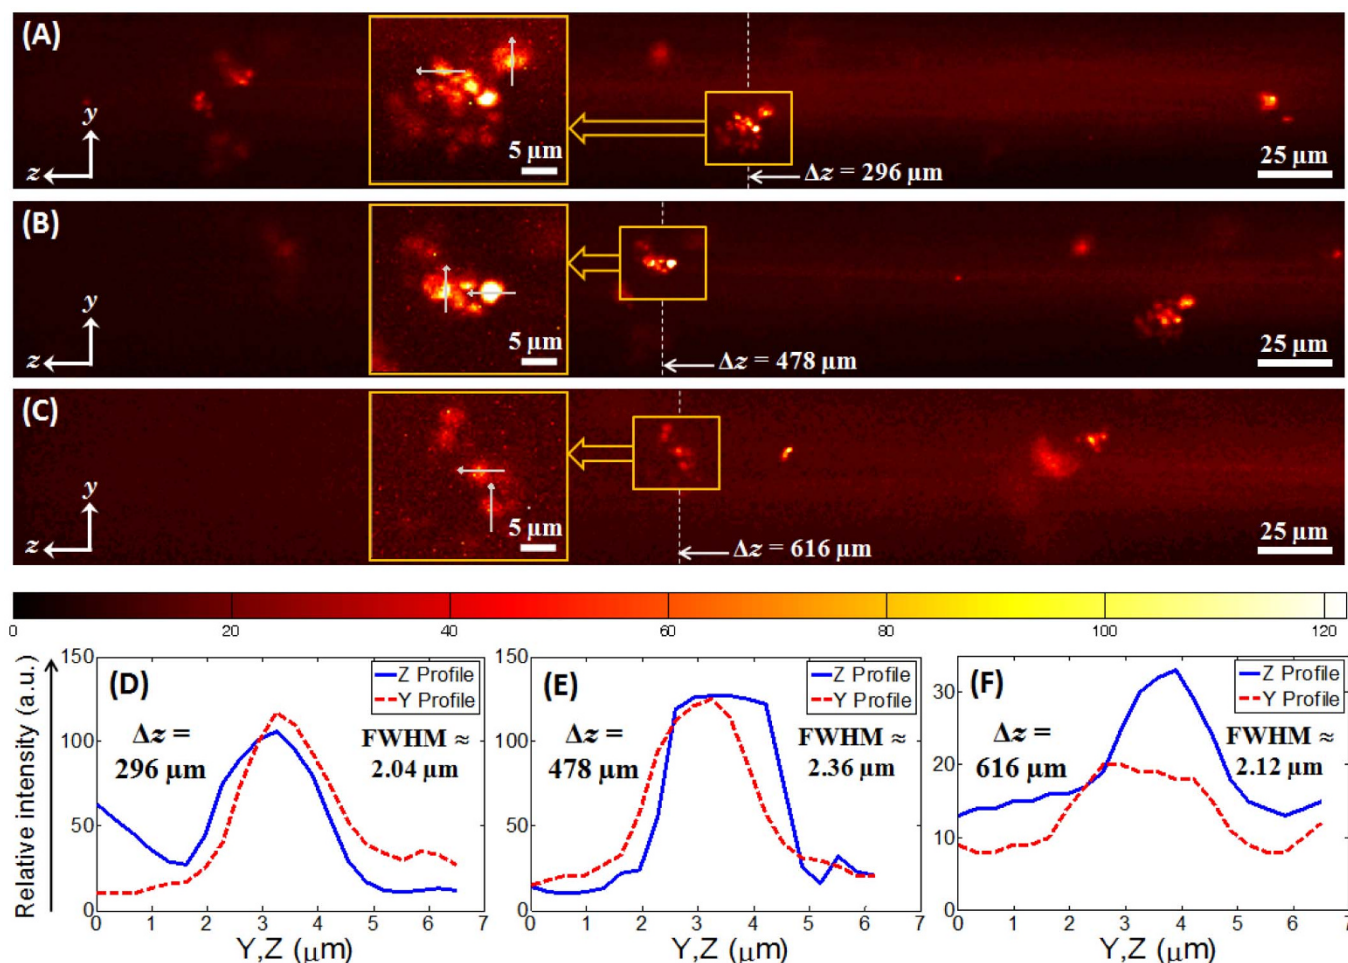 (A)
y
z
5 µm
Δz = 296 µm
25 µm
(B)
y
z
5 µm
Δz = 478 µm
25 µm
(C)
y
z
5 µm
Δz = 616 µm
25 µm
0 20 40 60 80 100 120
Relative intensity (a.u.)
150
100
50
0
(D)
Z Profile
Y Profile
Δz =
296 µm
FWHM ≈
2.04 µm
0 1 2 3 4 5 6 7
Y,Z (µm)
150
100
50
0
(E)
Z Profile
Y Profile
Δz =
478 µm
FWHM ≈
2.36 µm
0 1 2 3 4 5 6 7
Y,Z (µm)
30
20
10
0
(F)
Z Profile
Y Profile
Δz =
616 µm
FWHM ≈
2.12 µm
0 1 2 3 4 5 6 7
Y,Z (µm)